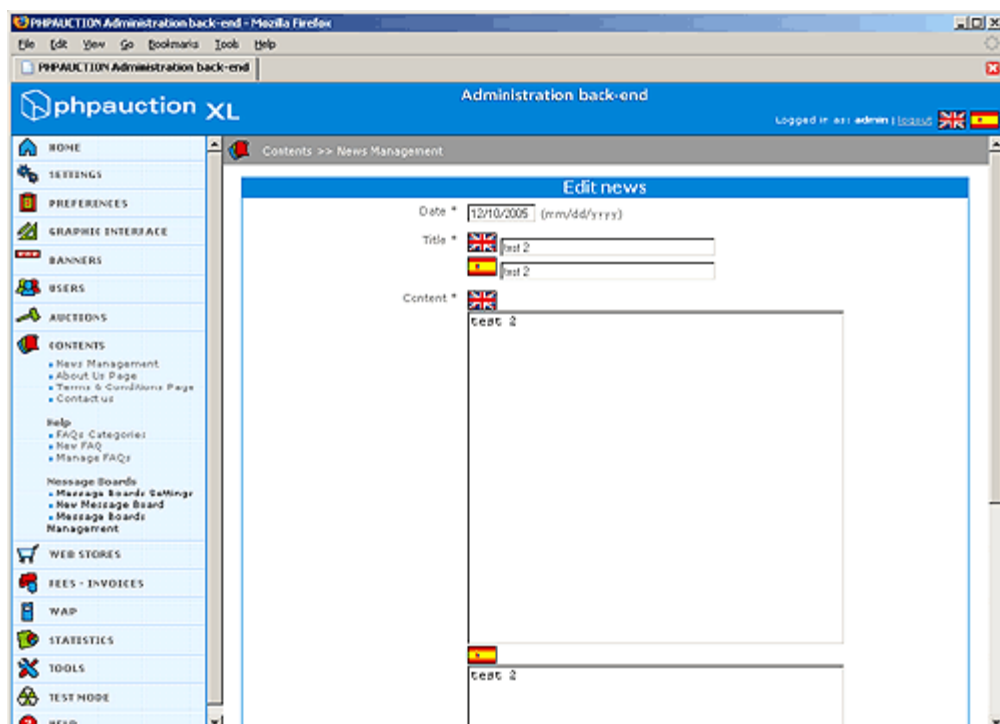 PHPAUCTION Administration back-end - Mozilla Firefox
File Edit View Go Bookmarks Tools Help
PHPAUCTION Administration back-end
phpauction XL
Administration back-end
Logged in as: admin | logout
HOME
SETTINGS
PREFERENCES
GRAPHIC INTERFACE
BANNERS
USERS
AUCTIONS
CONTENTS
News Management
About Us Page
Terms & Conditions Page
Contact us
Help
FAQs Categories
New FAQ
Manage FAQs
Message Boards
Message Boards Settings
New Message Board
Message Boards
Management
WEB STORES
FEES - INVOICES
WAP
STATISTICS
TOOLS
TEST MODE
HELP
Contents >> News Management
Edit news
Date * 12/10/2005 (mm/dd/yyyy)
Title * test 2
test 2
Content *
test 2
test 2